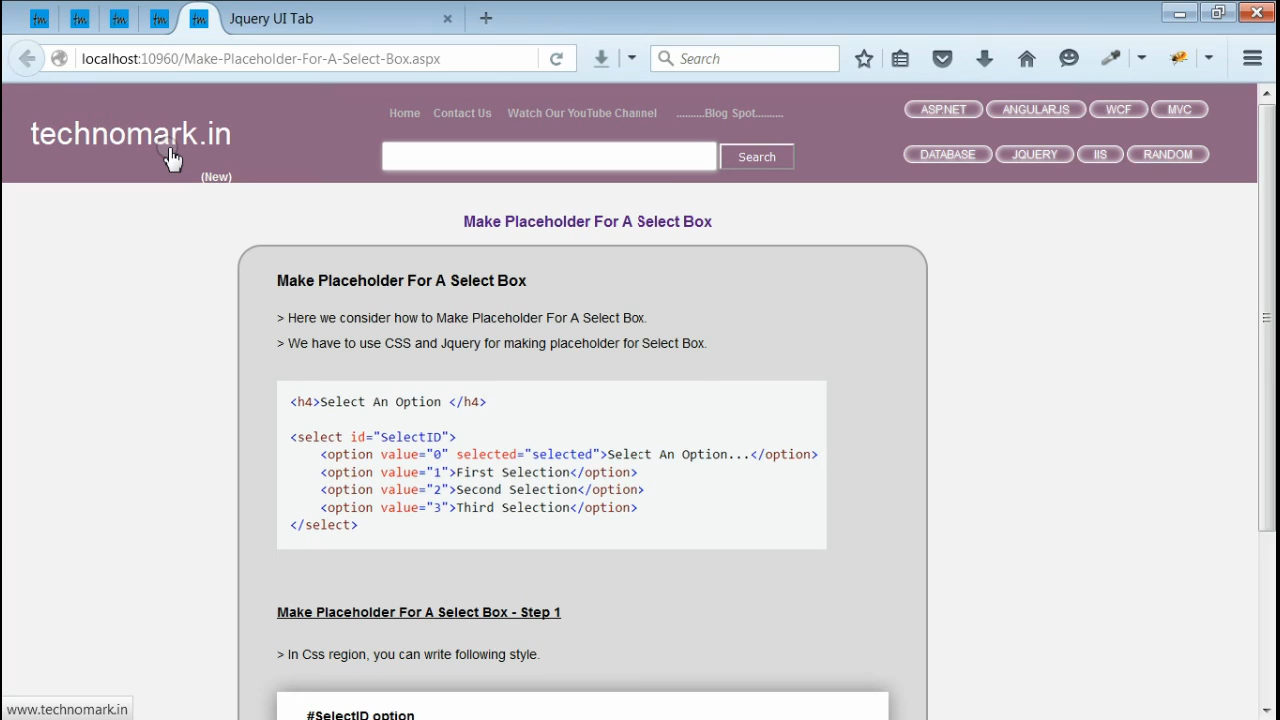 tm tm tm tm tm Jquery UI Tab
localhost:10960/Make-Placeholder-For-A-Select-Box.aspx
Search
technomark.in
(New)
Home Contact Us Watch Our YouTube Channel ..........Blog Spot..........
Search
ASP.NET ANGULARJS WCF MVC
DATABASE JQUERY IIS RANDOM
Make Placeholder For A Select Box
Make Placeholder For A Select Box
> Here we consider how to Make Placeholder For A Select Box.
> We have to use CSS and Jquery for making placeholder for Select Box.
<h4>Select An Option </h4>
<select id="SelectID">
<option value="0" selected="selected">Select An Option...</option>
<option value="1">First Selection</option>
<option value="2">Second Selection</option>
<option value="3">Third Selection</option>
</select>
Make Placeholder For A Select Box - Step 1
> In Css region, you can write following style.
#SelectID option
www.technomark.in